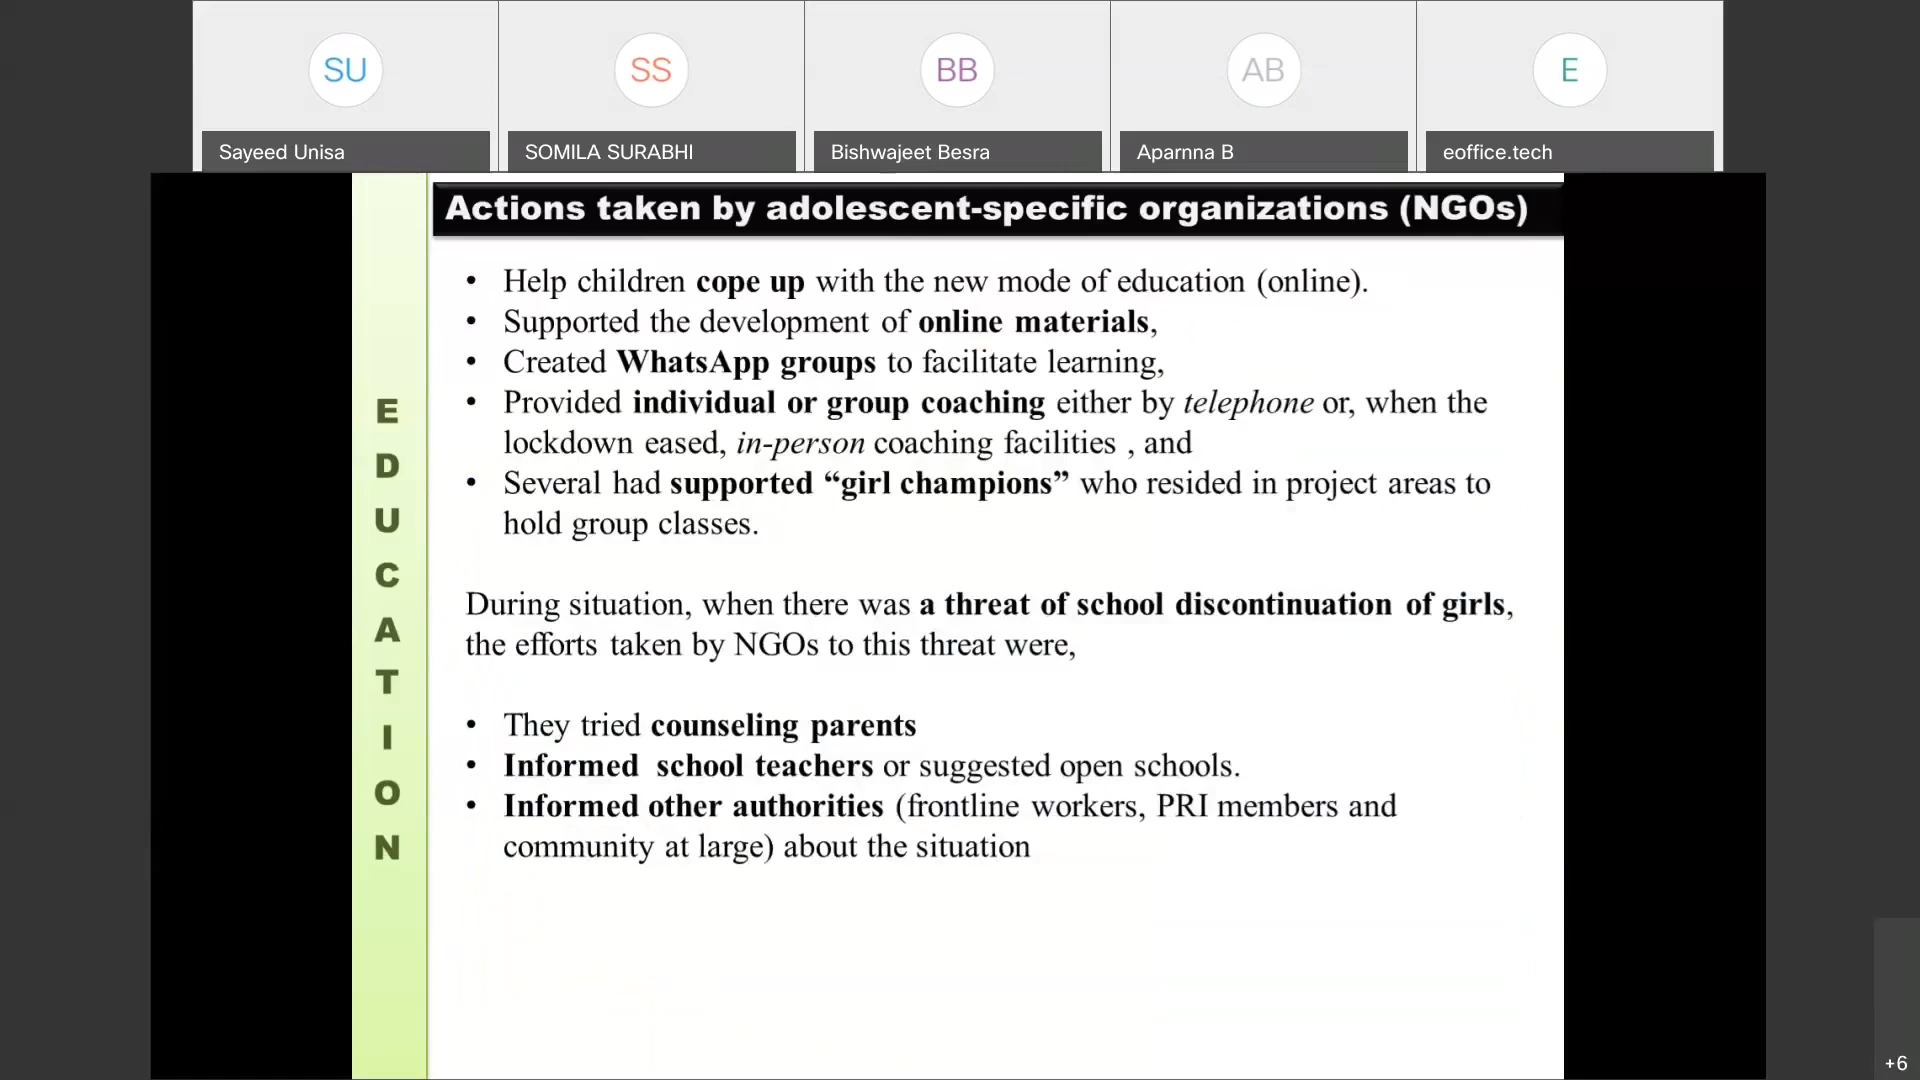 SU
SS
BB
AB
E
Sayeed Unisa
SOMILA SURABHI
Bishwajeet Besra
Aparnna B
eoffice.tech
Actions taken by adolescent-specific organizations (NGOs)
EDUCATION
• Help children cope up with the new mode of education (online).
• Supported the development of online materials,
• Created WhatsApp groups to facilitate learning,
• Provided individual or group coaching either by telephone or, when the
lockdown eased, in-person coaching facilities , and
• Several had supported “girl champions” who resided in project areas to
hold group classes.
During situation, when there was a threat of school discontinuation of girls,
the efforts taken by NGOs to this threat were,
• They tried counseling parents
• Informed school teachers or suggested open schools.
• Informed other authorities (frontline workers, PRI members and
community at large) about the situation
+6